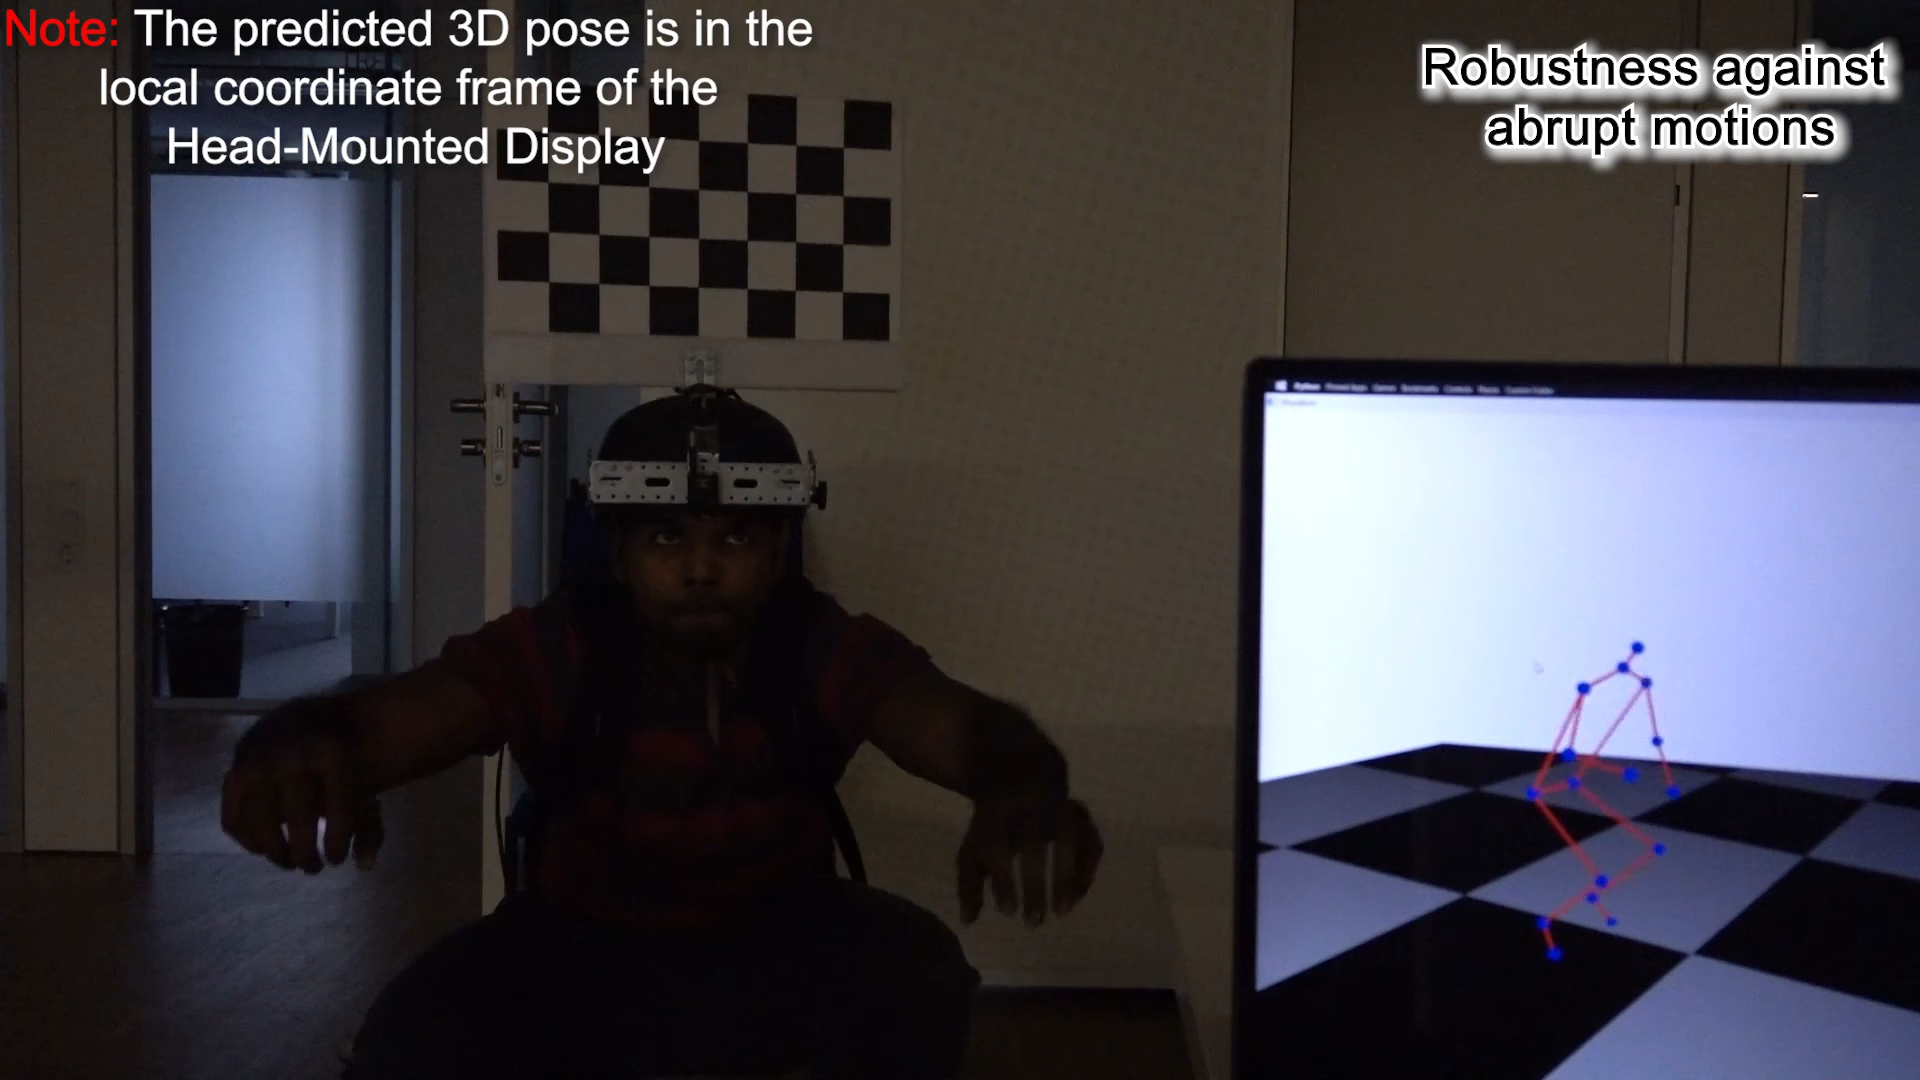 Note: The predicted 3D pose is in the
local coordinate frame of the
Head-Mounted Display
Robustness against
abrupt motions